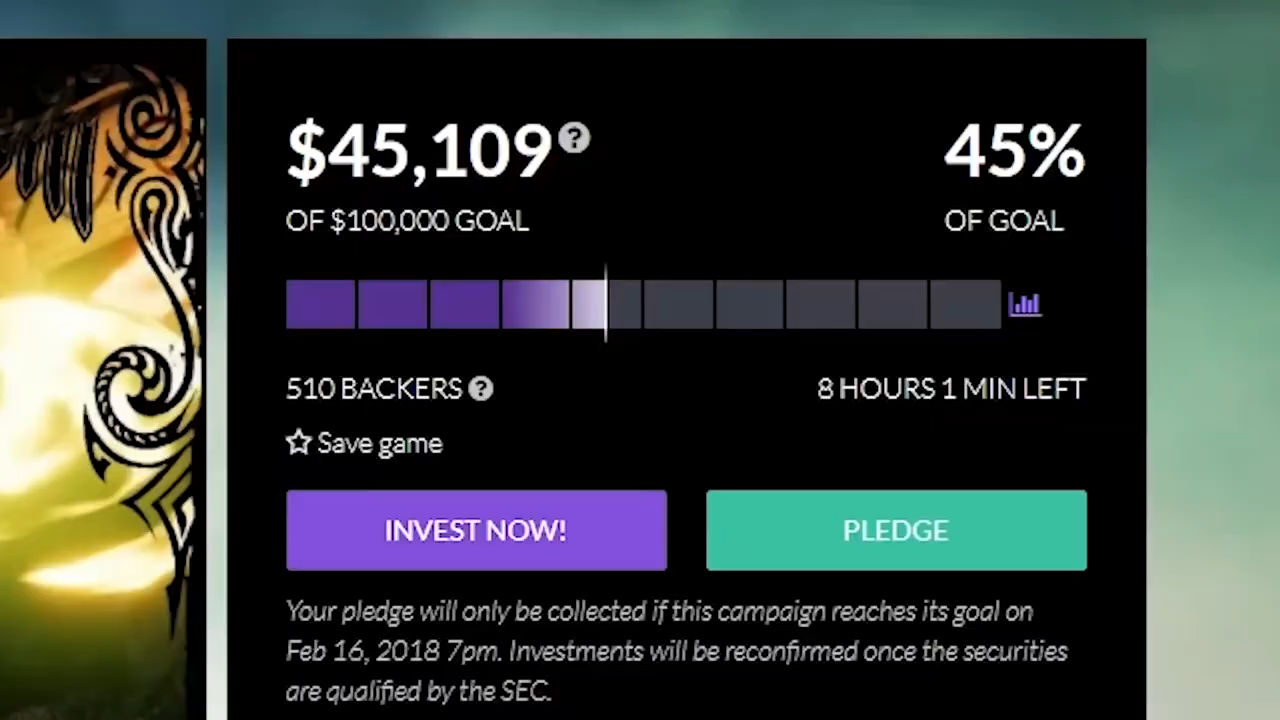 $45,109 ? 45%
OF $100,000 GOAL OF GOAL
510 BACKERS ? 8 HOURS 1 MIN LEFT
Save game
INVEST NOW! PLEDGE
Your pledge will only be collected if this campaign reaches its goal on
Feb 16, 2018 7pm. Investments will be reconfirmed once the securities
are qualified by the SEC.